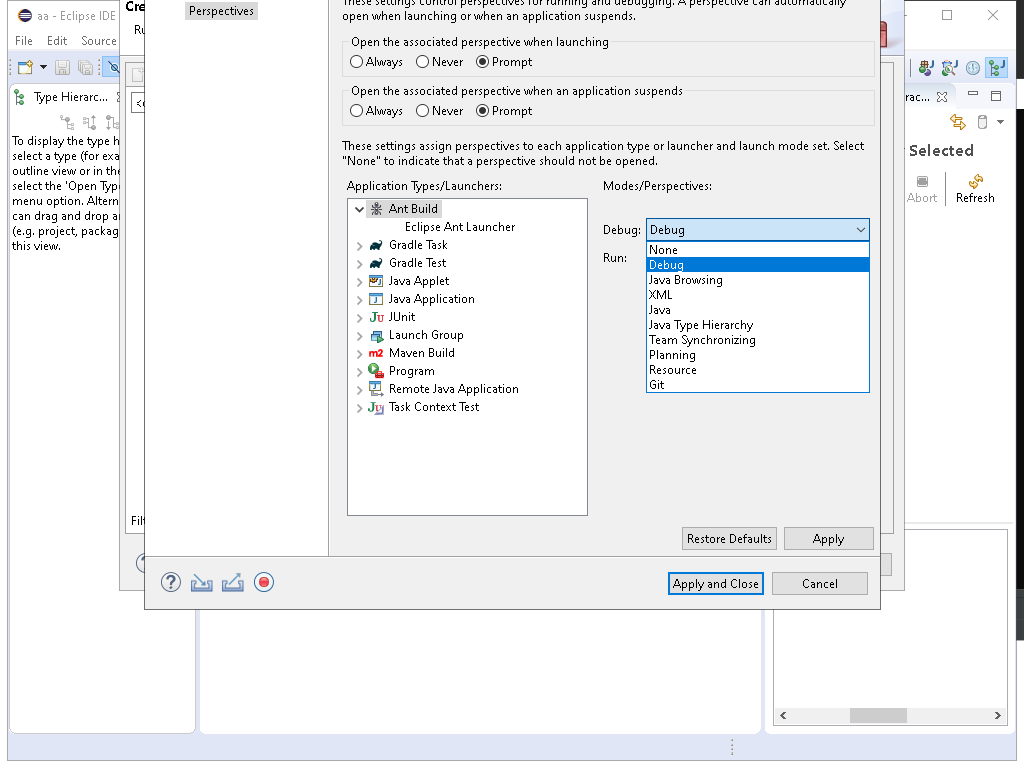 aa - Eclipse IDE
File Edit Source
Type Hierarc...
To display the type h
select a type (for exa
outline view or in the
select the 'Open Typ
menu option. Altern
can drag and drop a
(e.g. project, packag
this view.
Cre
Ru
Filt
Perspectives
These settings control perspectives for running and debugging. A perspective can automatically
open when launching or when an application suspends.
Open the associated perspective when launching
Always Never Prompt
Open the associated perspective when an application suspends
Always Never Prompt
These settings assign perspectives to each application type or launcher and launch mode set. Select
"None" to indicate that a perspective should not be opened.
Application Types/Launchers:
Ant Build
Eclipse Ant Launcher
Gradle Task
Gradle Test
Java Applet
Java Application
JUnit
Launch Group
Maven Build
Program
Remote Java Application
Task Context Test
Modes/Perspectives:
Debug: Debug
Run:
None
Debug
Java Browsing
XML
Java
Java Type Hierarchy
Team Synchronizing
Planning
Resource
Git
Restore Defaults Apply
Apply and Close Cancel
rac...
Selected
Abort Refresh